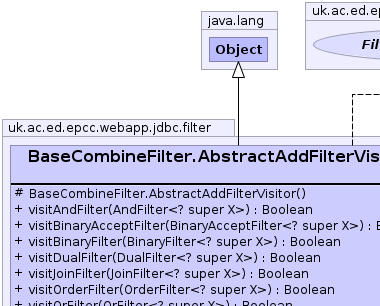 java.lang
uk.ac.ed.ep
Object
Fil
uk.ac.ed.epcc.webapp.jdbc.filter
BaseCombineFilter.AbstractAddFilterVis
# BaseCombineFilter.AbstractAddFilterVisitor()
+ visitAndFilter(AndFilter<? super X>) : Boolean
+ visitBinaryAcceptFilter(BinaryAcceptFilter<? super X>) : B
+ visitBinaryFilter(BinaryFilter<? super X>) : Boolean
+ visitDualFilter(DualFilter<? super X>) : Boolean
+ visitJoinFilter(JoinFilter<? super X>) : Boolean
+ visitOrderFilter(OrderFilter<? super X>) : Boolean
+ visitOrFilter(OrFilter<? super X>) : Boolean